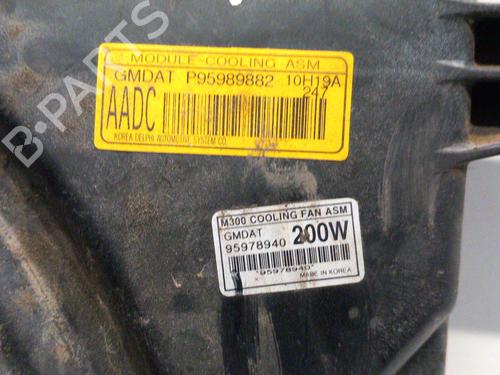 MODULE-COOLING ASM
GMDAT P95989882 10H19A
247
AADC
KOREA DELPHI AUTOMOTIVE SYSTEM CO.
M300 COOLING FAN ASM
GMDAT
95978940 200W
*95978940*
MADE IN KOREA
B-PARTS